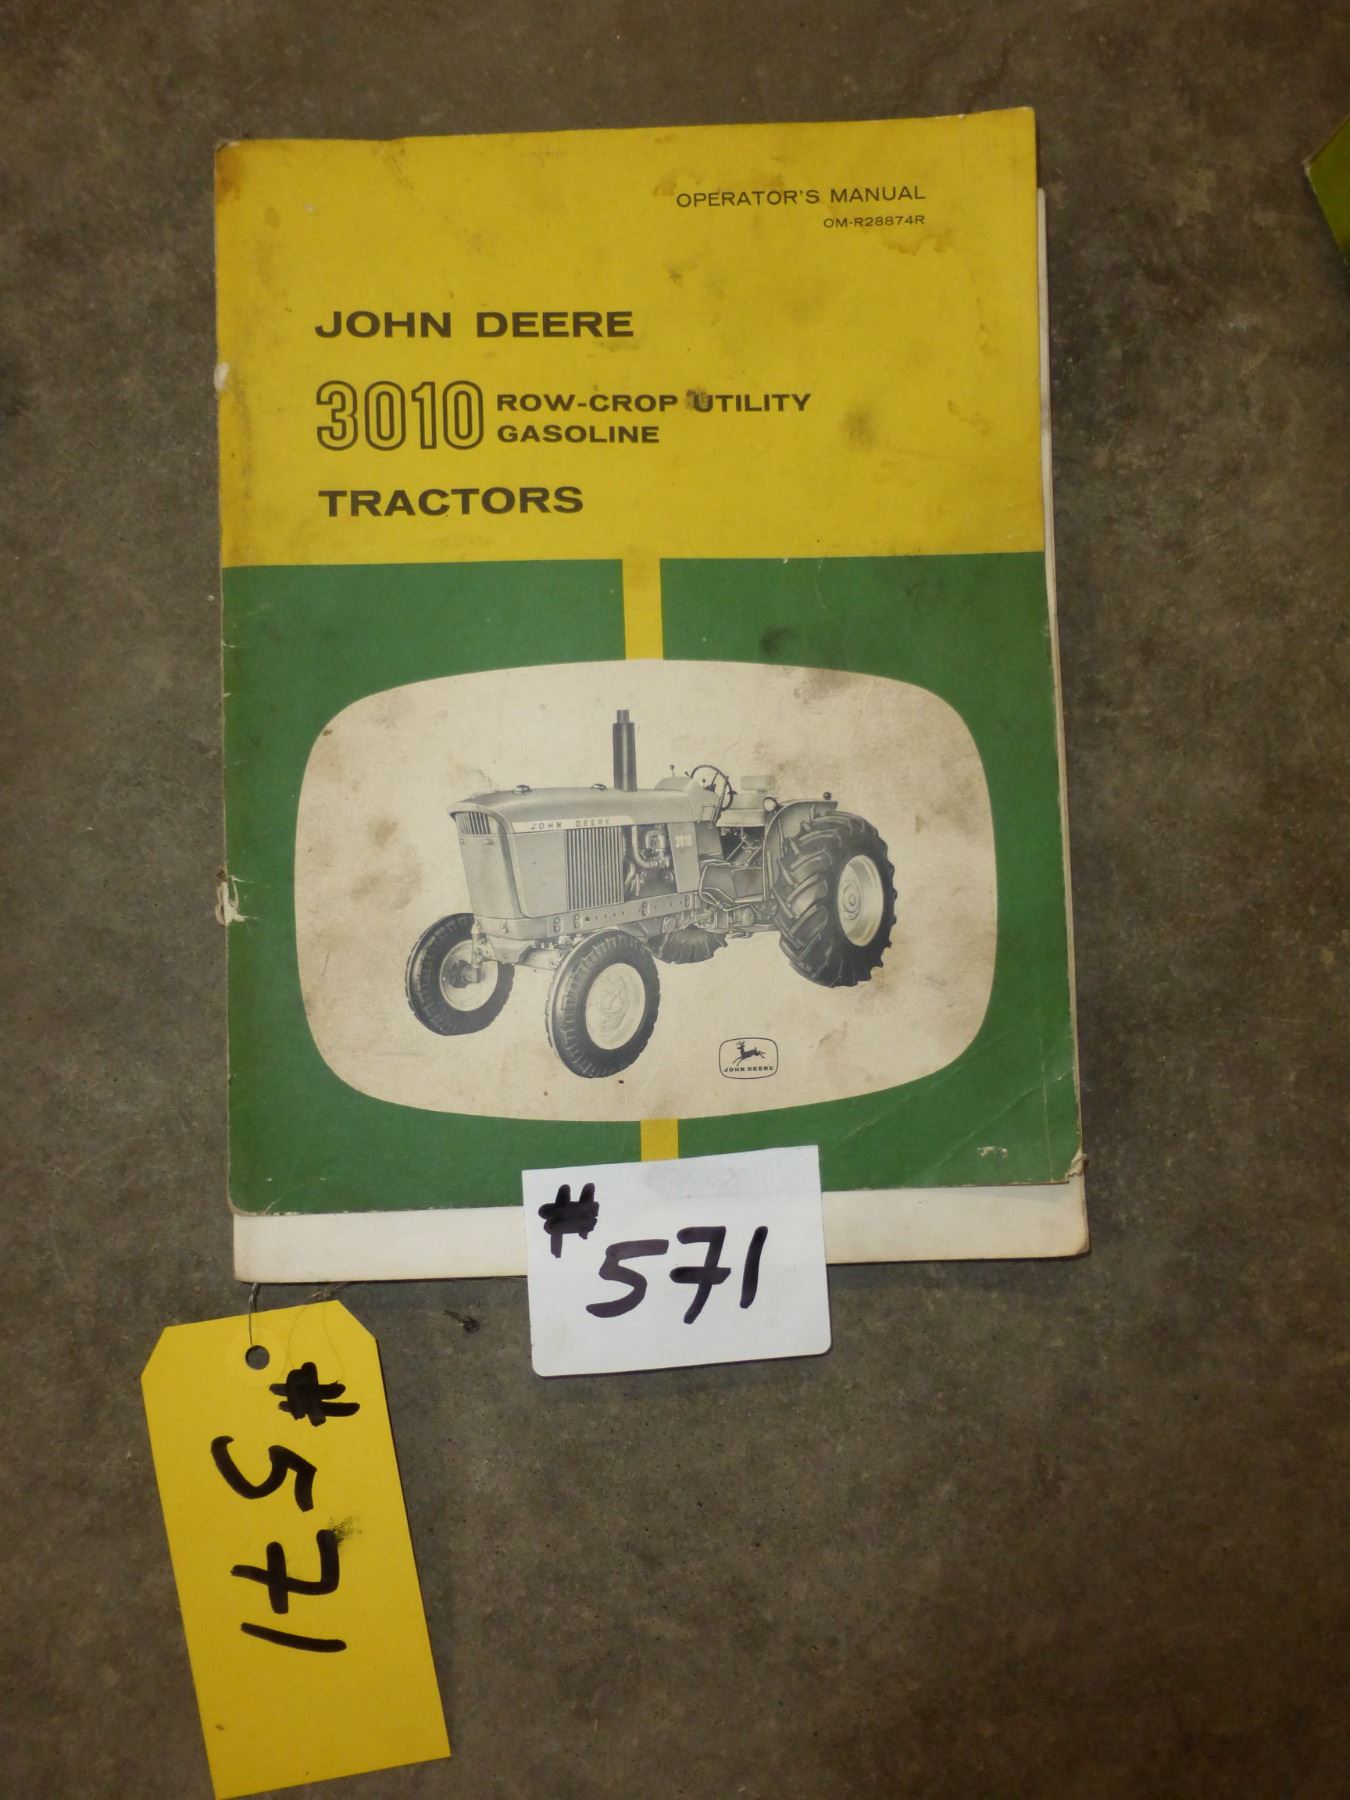 OPERATOR'S MANUAL
OM-R28874R
JOHN DEERE
3010 ROW-CROP UTILITY
GASOLINE
TRACTORS
JOHN DEERE
3010
JOHN DEERE
#571
#571